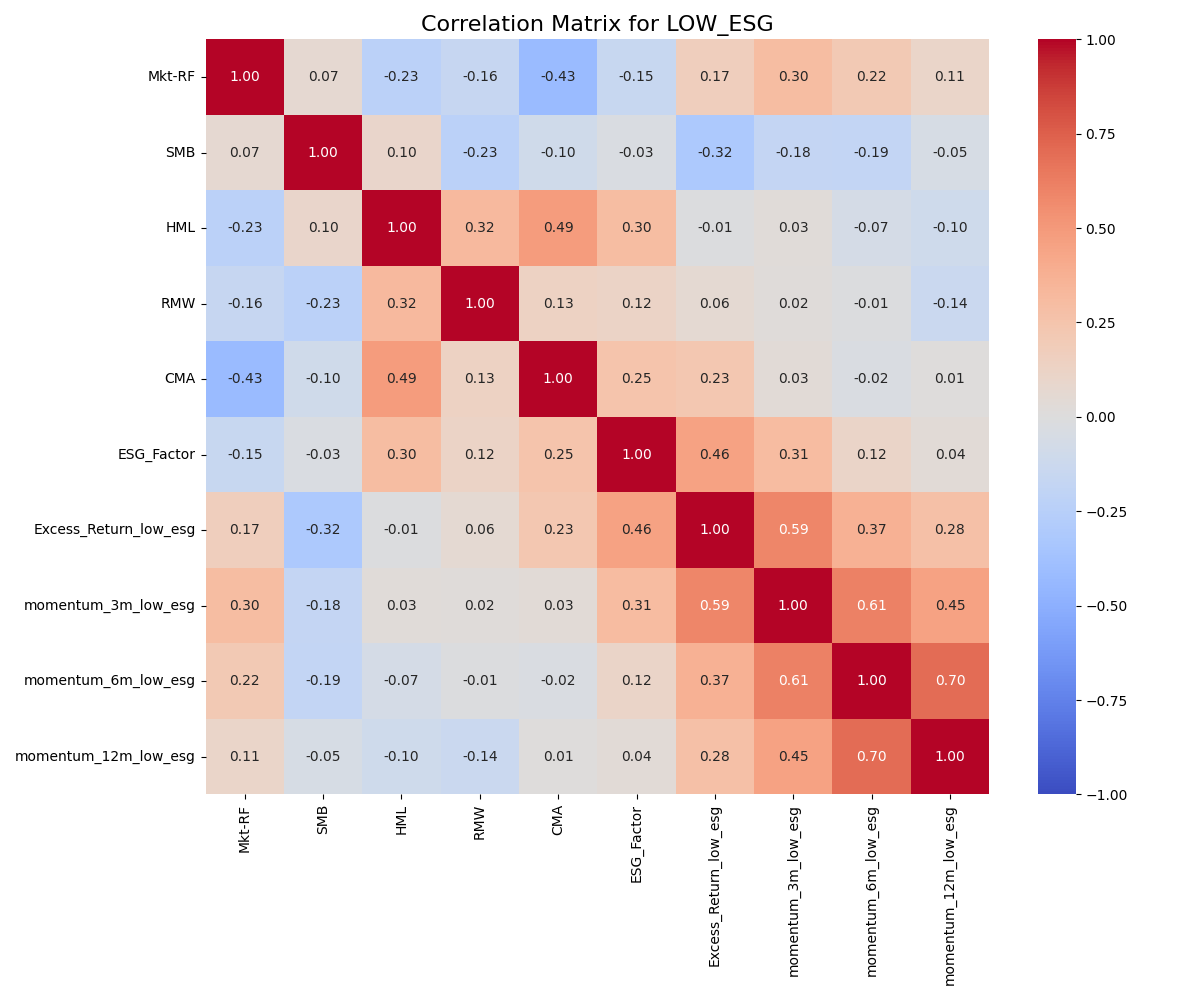 Correlation Matrix for LOW_ESG
Mkt-RF 1.00 0.07 -0.23 -0.16 -0.43 -0.15 0.17 0.30 0.22 0.11
SMB 0.07 1.00 0.10 -0.23 -0.10 -0.03 -0.32 -0.18 -0.19 -0.05
HML -0.23 0.10 1.00 0.32 0.49 0.30 -0.01 0.03 -0.07 -0.10
RMW -0.16 -0.23 0.32 1.00 0.13 0.12 0.06 0.02 -0.01 -0.14
CMA -0.43 -0.10 0.49 0.13 1.00 0.25 0.23 0.03 -0.02 0.01
ESG_Factor -0.15 -0.03 0.30 0.12 0.25 1.00 0.46 0.31 0.12 0.04
Excess_Return_low_esg 0.17 -0.32 -0.01 0.06 0.23 0.46 1.00 0.59 0.37 0.28
momentum_3m_low_esg 0.30 -0.18 0.03 0.02 0.03 0.31 0.59 1.00 0.61 0.45
momentum_6m_low_esg 0.22 -0.19 -0.07 -0.01 -0.02 0.12 0.37 0.61 1.00 0.70
momentum_12m_low_esg 0.11 -0.05 -0.10 -0.14 0.01 0.04 0.28 0.45 0.70 1.00
Mkt-RF
SMB
HML
RMW
CMA
ESG_Factor
Excess_Return_low_esg
momentum_3m_low_esg
momentum_6m_low_esg
momentum_12m_low_esg
1.00
0.75
0.50
0.25
0.00
−0.25
−0.50
−0.75
−1.00